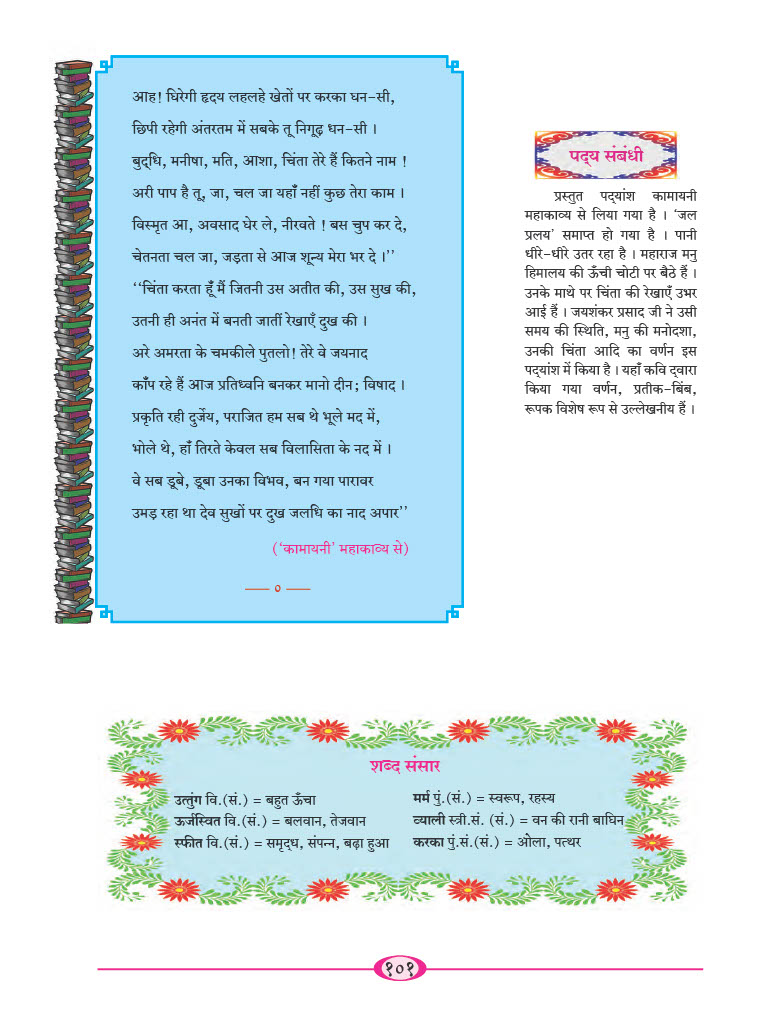 आह! घिरेगी हृदय लहलहे खेतों पर करका घन-सी,
छिपी रहेगी अंतरतम में सबके तू निगूढ़ धन-सी ।
बुद्‌धि, मनीषा, मति, आशा, चिंता तेरे हैं कितने नाम !
अरी पाप है तू, जा, चल जा यहाँ नहीं कुछ तेरा काम ।
विस्मृत आ, अवसाद घेर ले, नीरवते ! बस चुप कर दे,
चेतनता चल जा, जड़ता से आज शून्य मेरा भर दे ।’’
‘‘चिंता करता हूँ मैं जितनी उस अतीत की, उस सुख की,
उतनी ही अनंत में बनती जातीं रेखाएँ दुख की ।
अरे अमरता के चमकीले पुतलो! तेरे वे जयनाद
काँप रहे हैं आज प्रतिध्वनि बनकर मानो दीन; विषाद ।
प्रकृति रही दुर्जेय, पराजित हम सब थे भूले मद में,
भोले थे, हाँ तिरते केवल सब विलासिता के नद में ।
वे सब डूबे, डूबा उनका विभव, बन गया पारावर
उमड़ रहा था देव सुखों पर दुख जलधि का नाद अपार’’
(‘कामायनी’ महाकाव्य से)
—— ० ——
पद्‌य संबंधी
प्रस्तुत पद्‌यांश कामायनी
महाकाव्य से लिया गया है । ‘जल
प्रलय’ समाप्त हो गया है । पानी
धीरे-धीरे उतर रहा है । महाराज मनु
हिमालय की ऊँची चोटी पर बैठे हैं ।
उनके माथे पर चिंता की रेखाएँ उभर
आई हैं । जयशंकर प्रसाद जी ने उसी
समय की स्थिति, मनु की मनोदशा,
उनकी चिंता आदि का वर्णन इस
पद्‌यांश में किया है । यहाँ कवि द्‌वारा
किया गया वर्णन, प्रतीक-बिंब,
रूपक विशेष रूप से उल्लेखनीय हैं ।
शब्द संसार
उत्तुंग वि.(सं.) = बहुत ऊँचा
ऊर्जस्वित वि.(सं.) = बलवान, तेजवान
स्फीत वि.(सं.) = समृद्‌ध, संपन्न, बढ़ा हुआ
मर्म पुं.(सं.) = स्वरूप, रहस्य
व्याली स्त्री.सं. (सं.) = वन की रानी बाघिन
करका पुं.सं.(सं.) = ओला, पत्थर
१०१